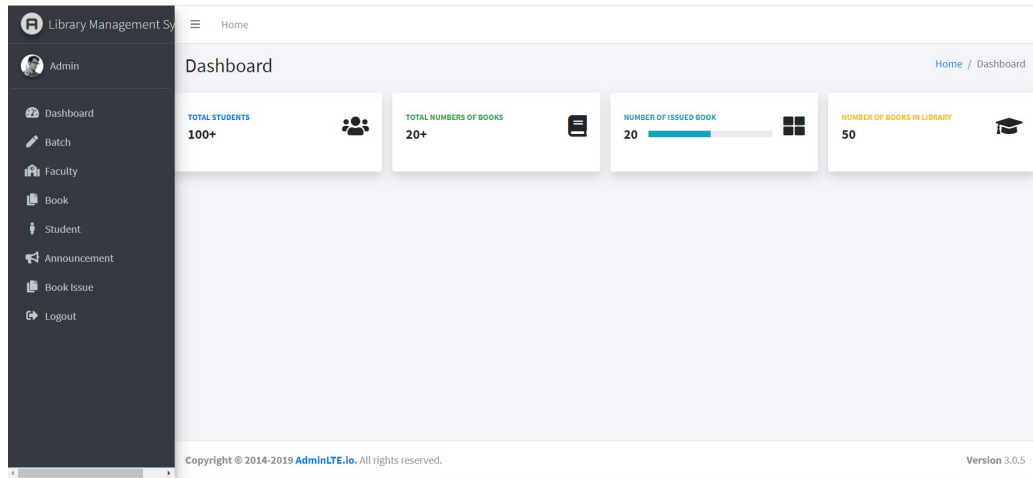 Library Management Sy
Home
Admin
Dashboard
Home / Dashboard
Dashboard
Batch
Faculty
Book
Student
Announcement
Book Issue
Logout
TOTAL STUDENTS
100+
TOTAL NUMBERS OF BOOKS
20+
NUMBER OF ISSUED BOOK
20
NUMBER OF BOOKS IN LIBRARY
50
Copyright © 2014-2019 AdminLTE.io. All rights reserved.
Version 3.0.5